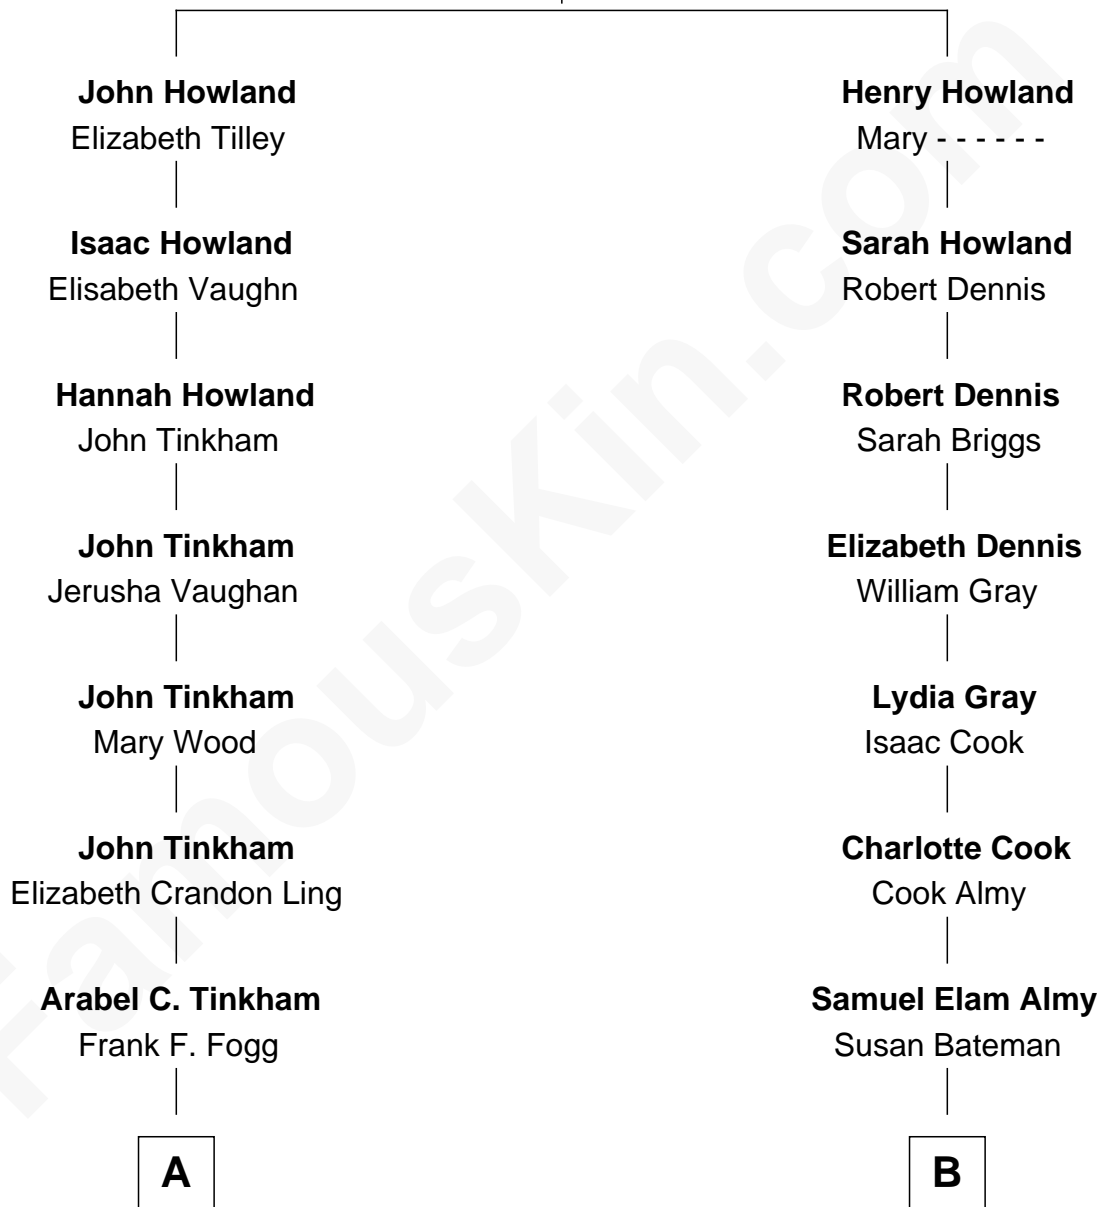 John Howland
Elizabeth Tilley
Isaac Howland
Elisabeth Vaughn
Hannah Howland
John Tinkham
John Tinkham
Jerusha Vaughan
John Tinkham
Mary Wood
John Tinkham
Elizabeth Crandon Ling
Arabel C. Tinkham
Frank F. Fogg
A
Henry Howland
Mary - - - - - -
Sarah Howland
Robert Dennis
Robert Dennis
Sarah Briggs
Elizabeth Dennis
William Gray
Lydia Gray
Isaac Cook
Charlotte Cook
Cook Almy
Samuel Elam Almy
Susan Bateman
B
FamousKin.com